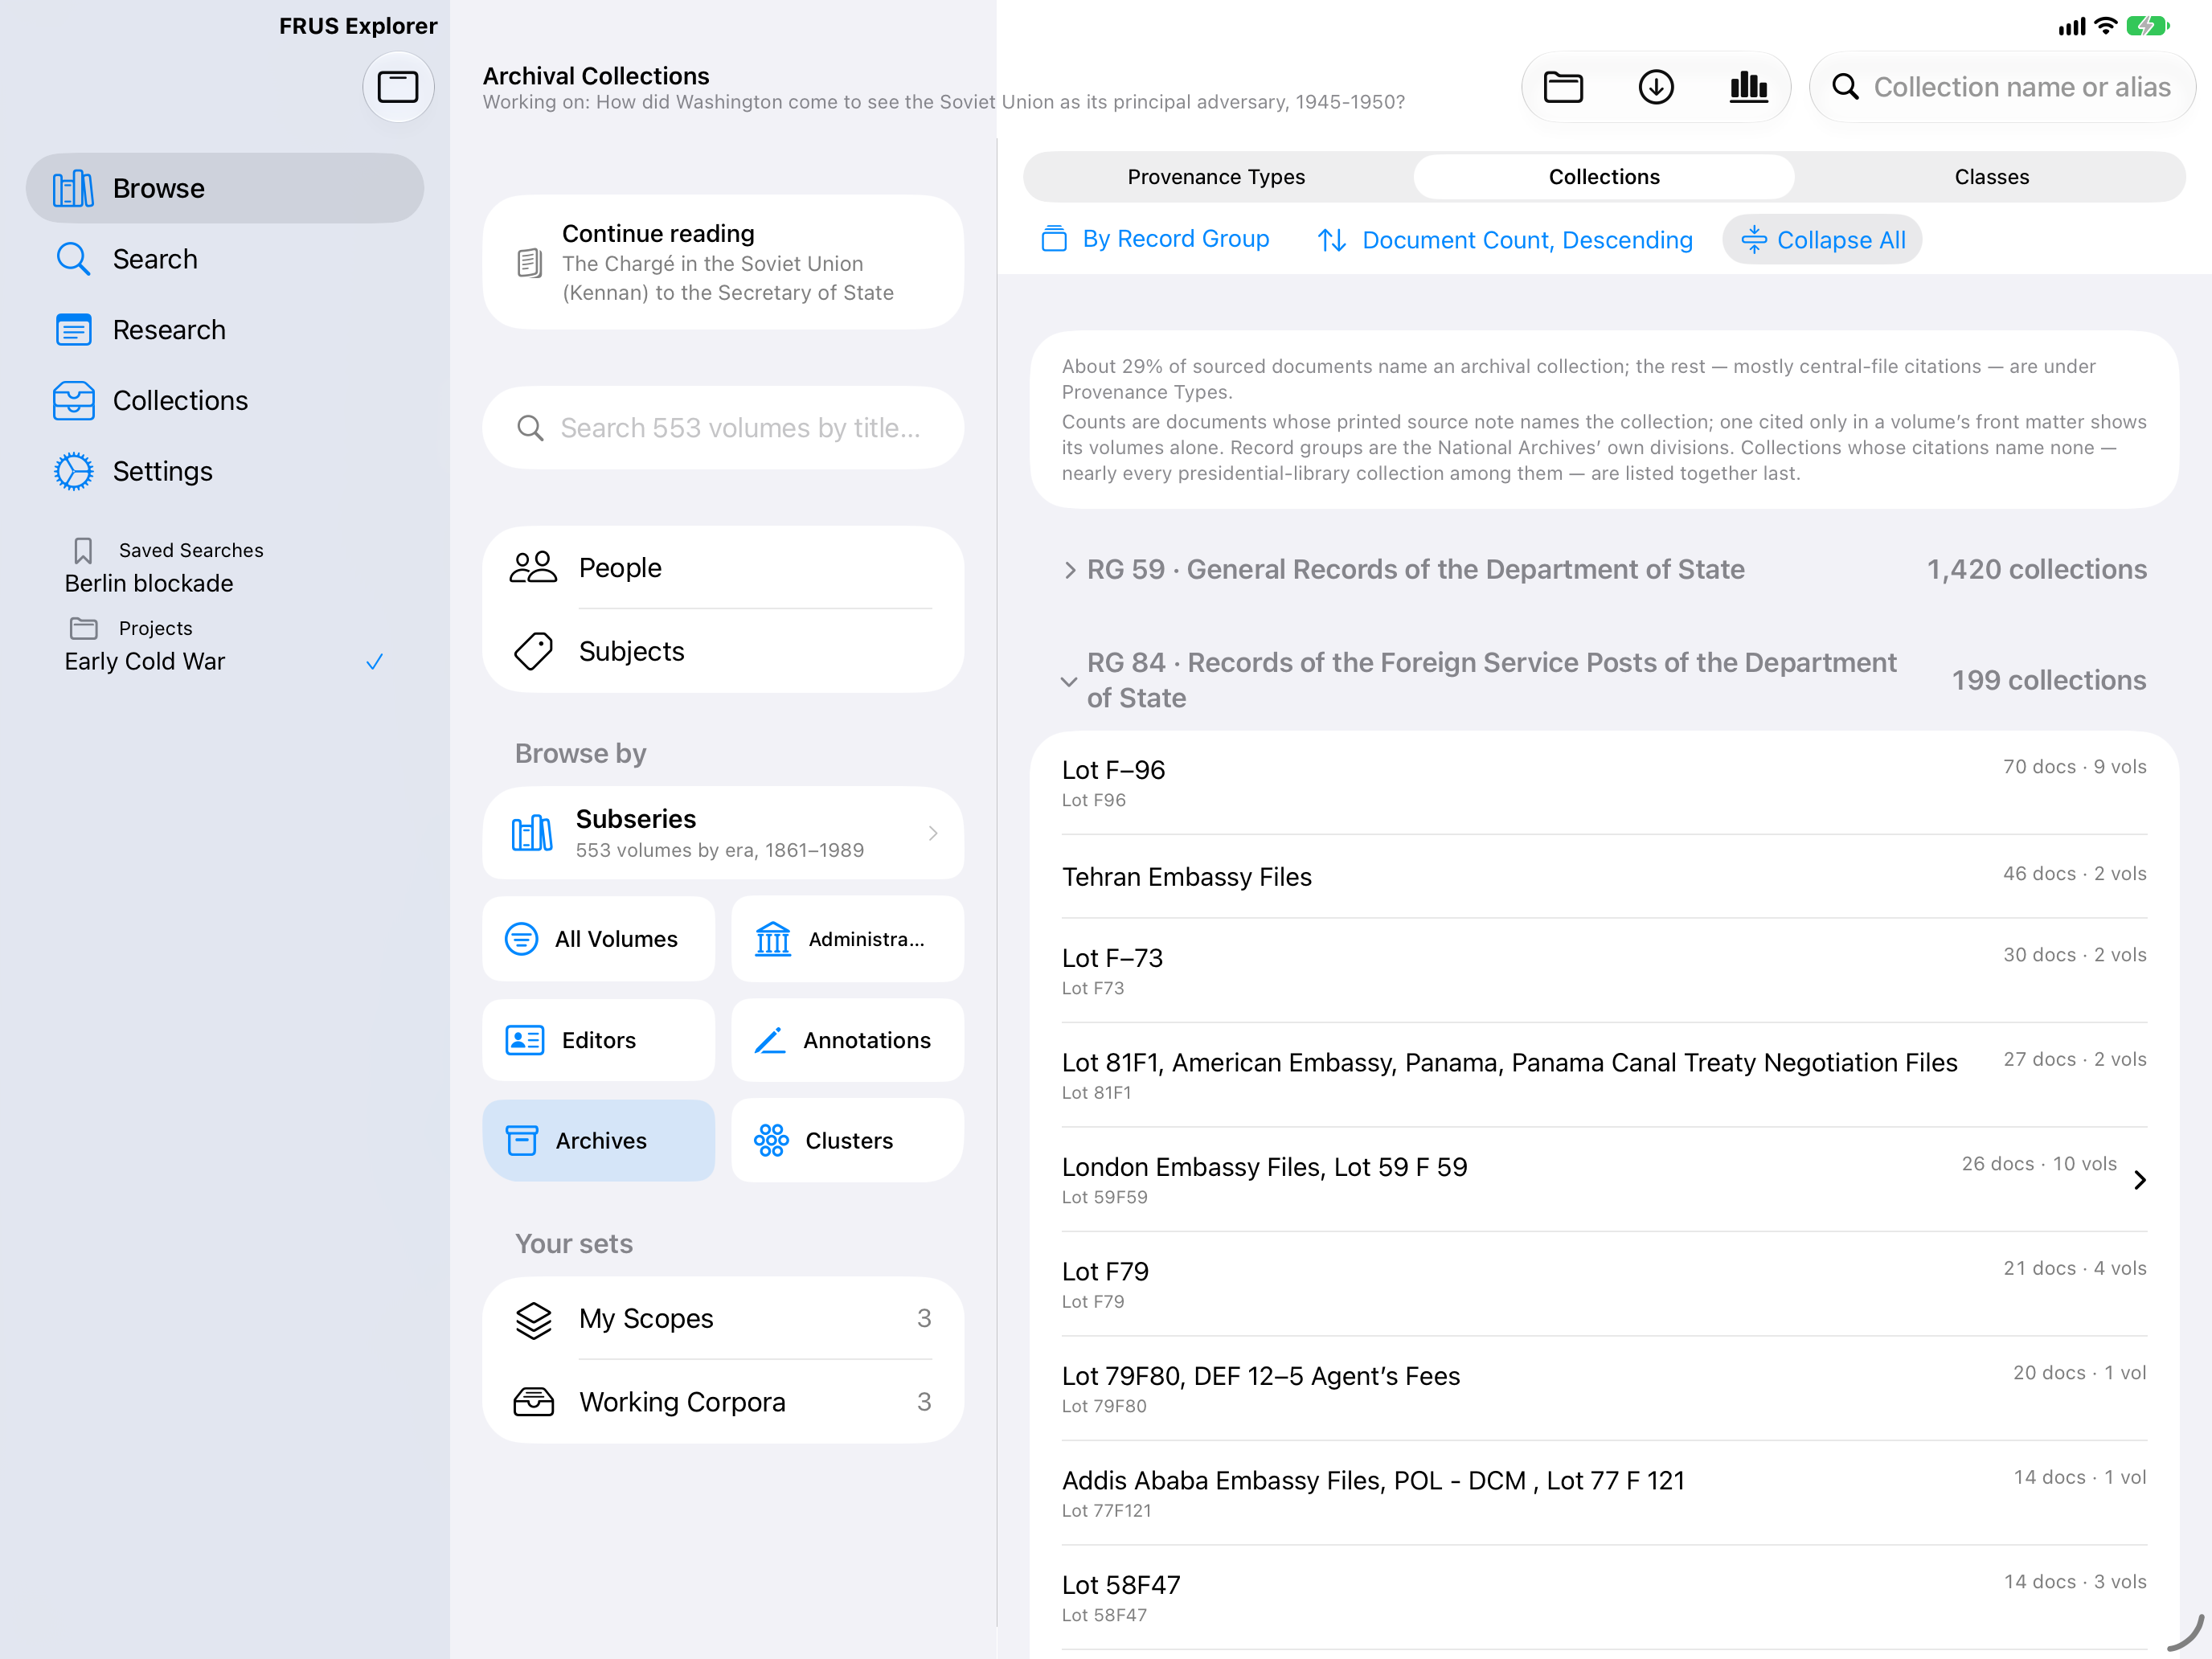 FRUS Explorer
Browse
Search
Research
Collections
Settings
Saved Searches
Berlin blockade
Projects
Early Cold War
Archival Collections
Working on: How did Washington come to see the Soviet Union as its principal adversary, 1945-1950?
Continue reading
The Chargé in the Soviet Union
(Kennan) to the Secretary of State
Search 553 volumes by title...
People
Subjects
Browse by
Subseries
553 volumes by era, 1861–1989
All Volumes
Administra...
Editors
Annotations
Archives
Clusters
Your sets
My Scopes 3
Working Corpora 3
Collection name or alias
Provenance Types
Collections
Classes
By Record Group
Document Count, Descending
Collapse All
About 29% of sourced documents name an archival collection; the rest — mostly central-file citations — are under
Provenance Types.
Counts are documents whose printed source note names the collection; one cited only in a volume’s front matter shows
its volumes alone. Record groups are the National Archives’ own divisions. Collections whose citations name none —
nearly every presidential-library collection among them — are listed together last.
RG 59 · General Records of the Department of State 1,420 collections
RG 84 · Records of the Foreign Service Posts of the Department
of State
199 collections
Lot F–96 70 docs · 9 vols
Lot F96
Tehran Embassy Files 46 docs · 2 vols
Lot F–73 30 docs · 2 vols
Lot F73
Lot 81F1, American Embassy, Panama, Panama Canal Treaty Negotiation Files 27 docs · 2 vols
Lot 81F1
London Embassy Files, Lot 59 F 59 26 docs · 10 vols
Lot 59F59
Lot F79 21 docs · 4 vols
Lot F79
Lot 79F80, DEF 12–5 Agent’s Fees 20 docs · 1 vol
Lot 79F80
Addis Ababa Embassy Files, POL - DCM , Lot 77 F 121 14 docs · 1 vol
Lot 77F121
Lot 58F47 14 docs · 3 vols
Lot 58F47